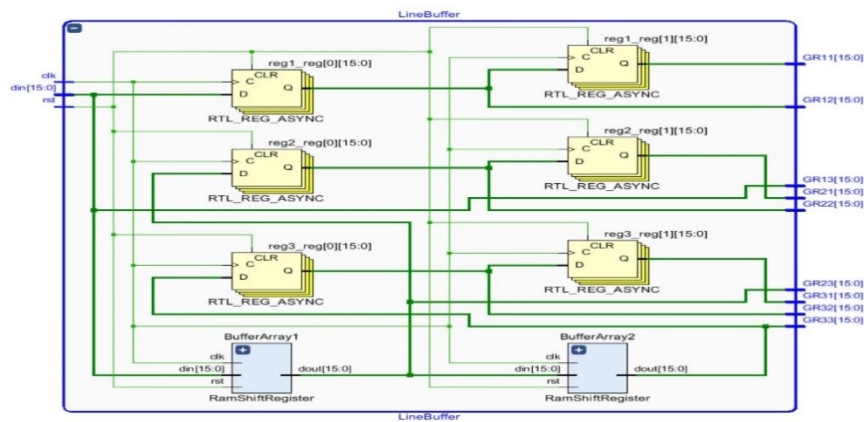 LineBuffer
reg1_reg[0][15:0]
CLR
C
D
Q
RTL_REG_ASYNC
reg1_reg[1][15:0]
CLR
C
D
Q
RTL_REG_ASYNC
GR11[15:0]
GR12[15:0]
clk
din[15:0]
rst
reg2_reg[0][15:0]
CLR
C
D
Q
RTL_REG_ASYNC
reg2_reg[1][15:0]
CLR
C
D
Q
RTL_REG_ASYNC
GR13[15:0]
GR21[15:0]
GR22[15:0]
reg3_reg[0][15:0]
CLR
C
D
Q
RTL_REG_ASYNC
reg3_reg[1][15:0]
CLR
C
D
Q
RTL_REG_ASYNC
GR23[15:0]
GR31[15:0]
GR32[15:0]
GR33[15:0]
BufferArray1
clk
din[15:0]
rst
dout[15:0]
RamShiftRegister
BufferArray2
clk
din[15:0]
rst
dout[15:0]
RamShiftRegister
LineBuffer